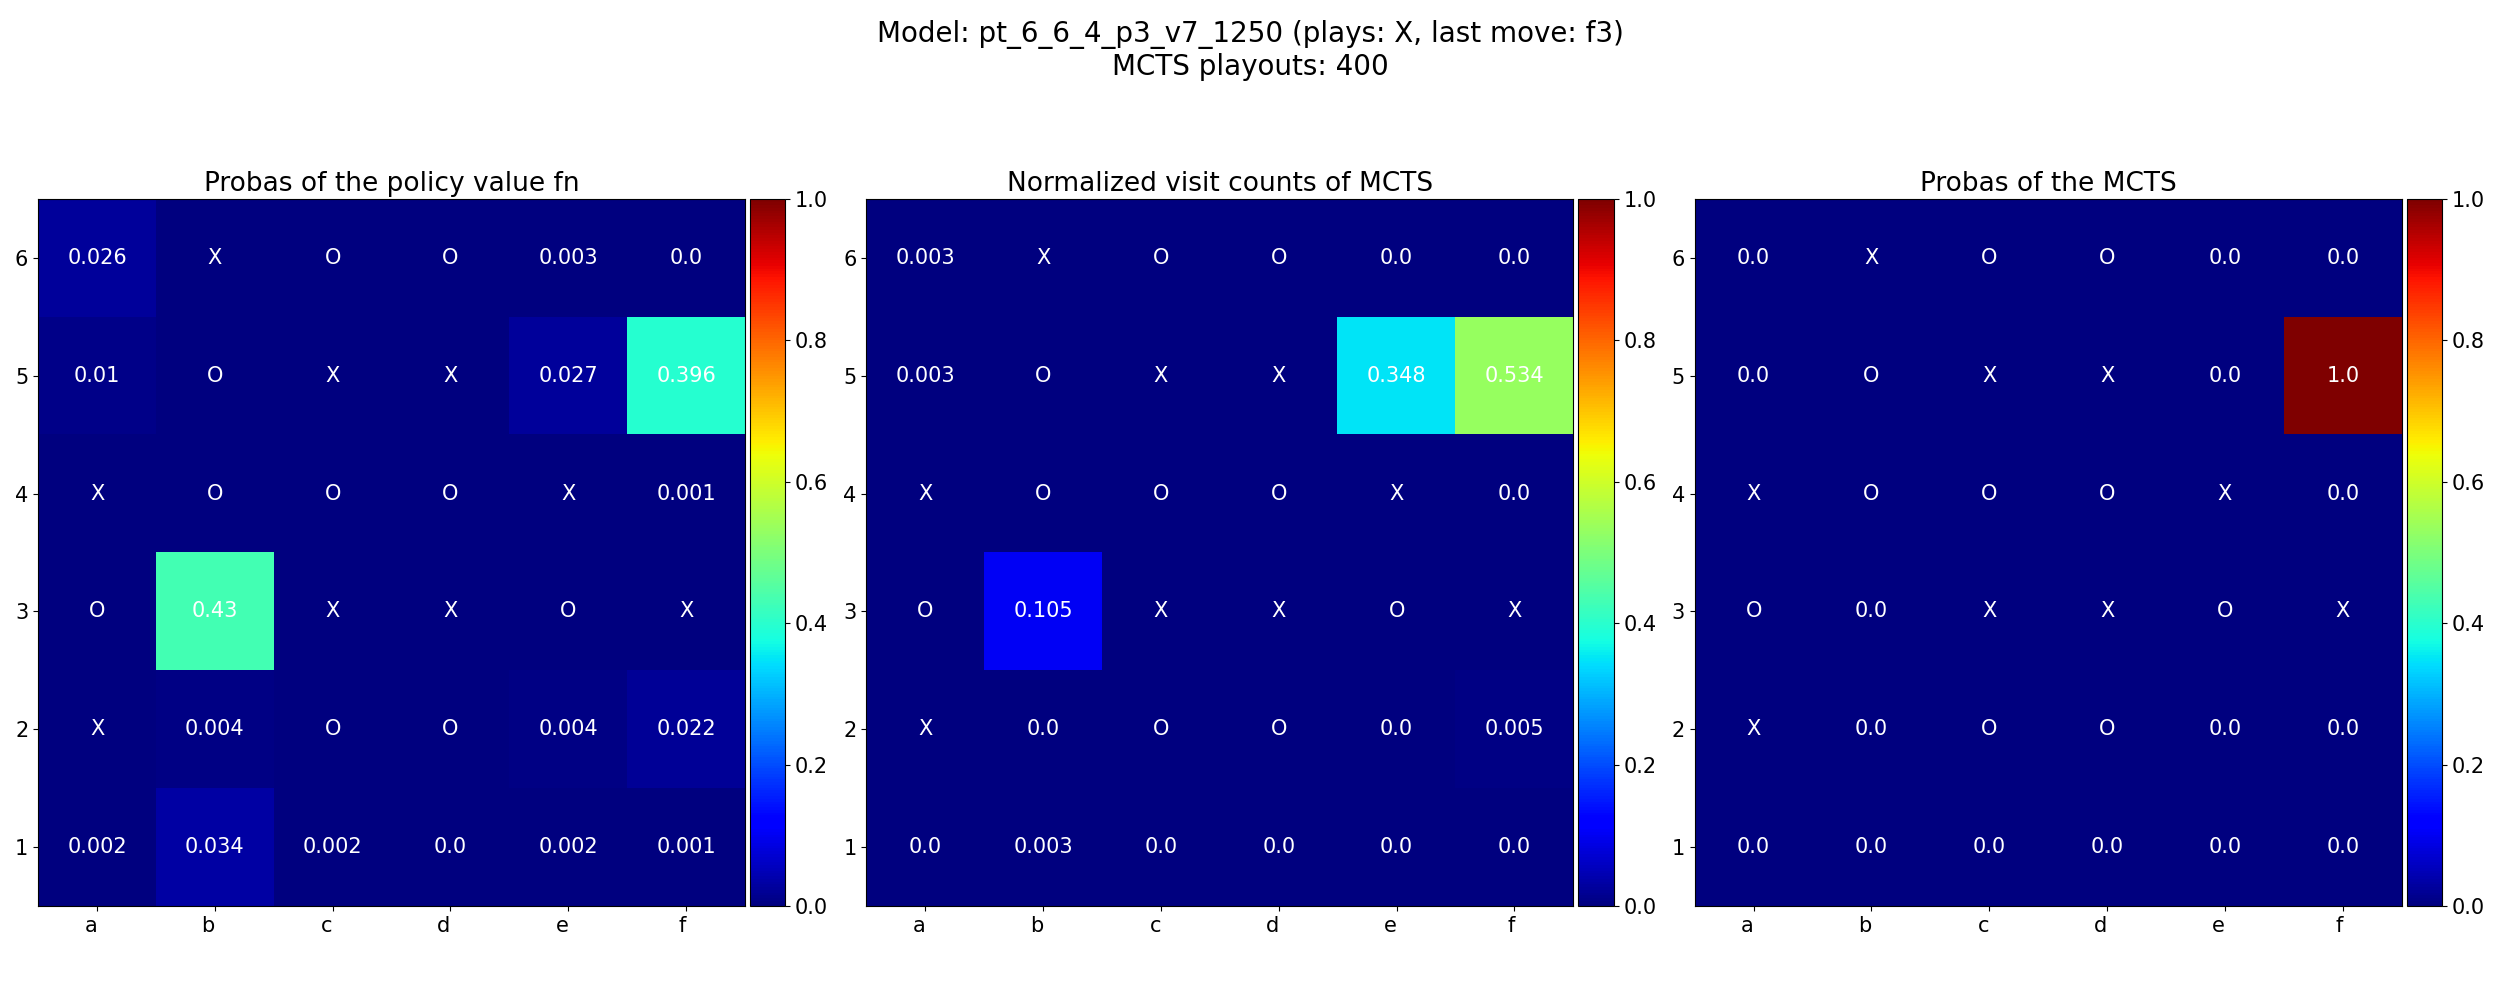 Model: pt_6_6_4_p3_v7_1250 (plays: X, last move: f3)
MCTS playouts: 400
Probas of the policy value fn
6 0.026 X O O 0.003 0.0
5 0.01 O X X 0.027 0.396
4 X O O O X 0.001
3 O 0.43 X X O X
2 X 0.004 O O 0.004 0.022
1 0.002 0.034 0.002 0.0 0.002 0.001
a b c d e f
1.0
0.8
0.6
0.4
0.2
0.0
Normalized visit counts of MCTS
6 0.003 X O O 0.0 0.0
5 0.003 O X X 0.348 0.534
4 X O O O X 0.0
3 O 0.105 X X O X
2 X 0.0 O O 0.0 0.005
1 0.0 0.003 0.0 0.0 0.0 0.0
a b c d e f
1.0
0.8
0.6
0.4
0.2
0.0
Probas of the MCTS
6 0.0 X O O 0.0 0.0
5 0.0 O X X 0.0 1.0
4 X O O O X 0.0
3 O 0.0 X X O X
2 X 0.0 O O 0.0 0.0
1 0.0 0.0 0.0 0.0 0.0 0.0
a b c d e f
1.0
0.8
0.6
0.4
0.2
0.0